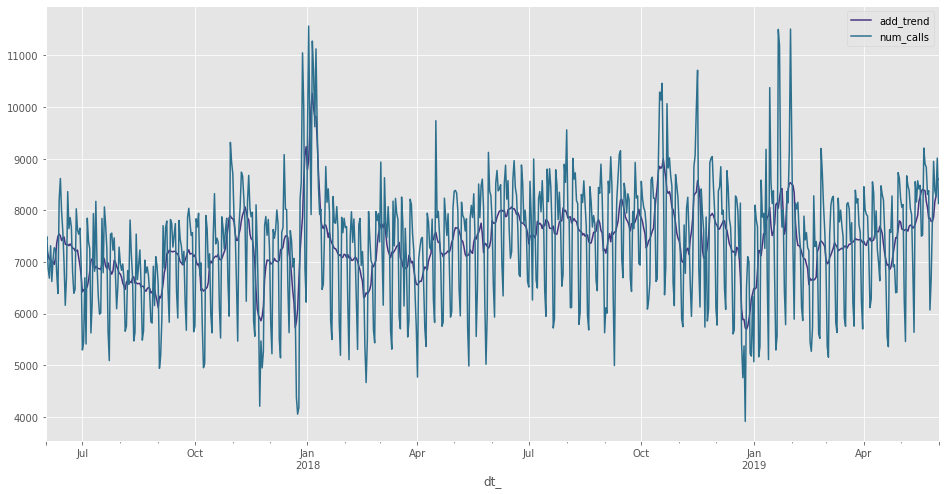 add_trend
num_calls
11000
10000
9000
8000
7000
6000
5000
4000
Jul
Oct
Jan
2018
Apr
Jul
Oct
Jan
2019
Apr
dt_